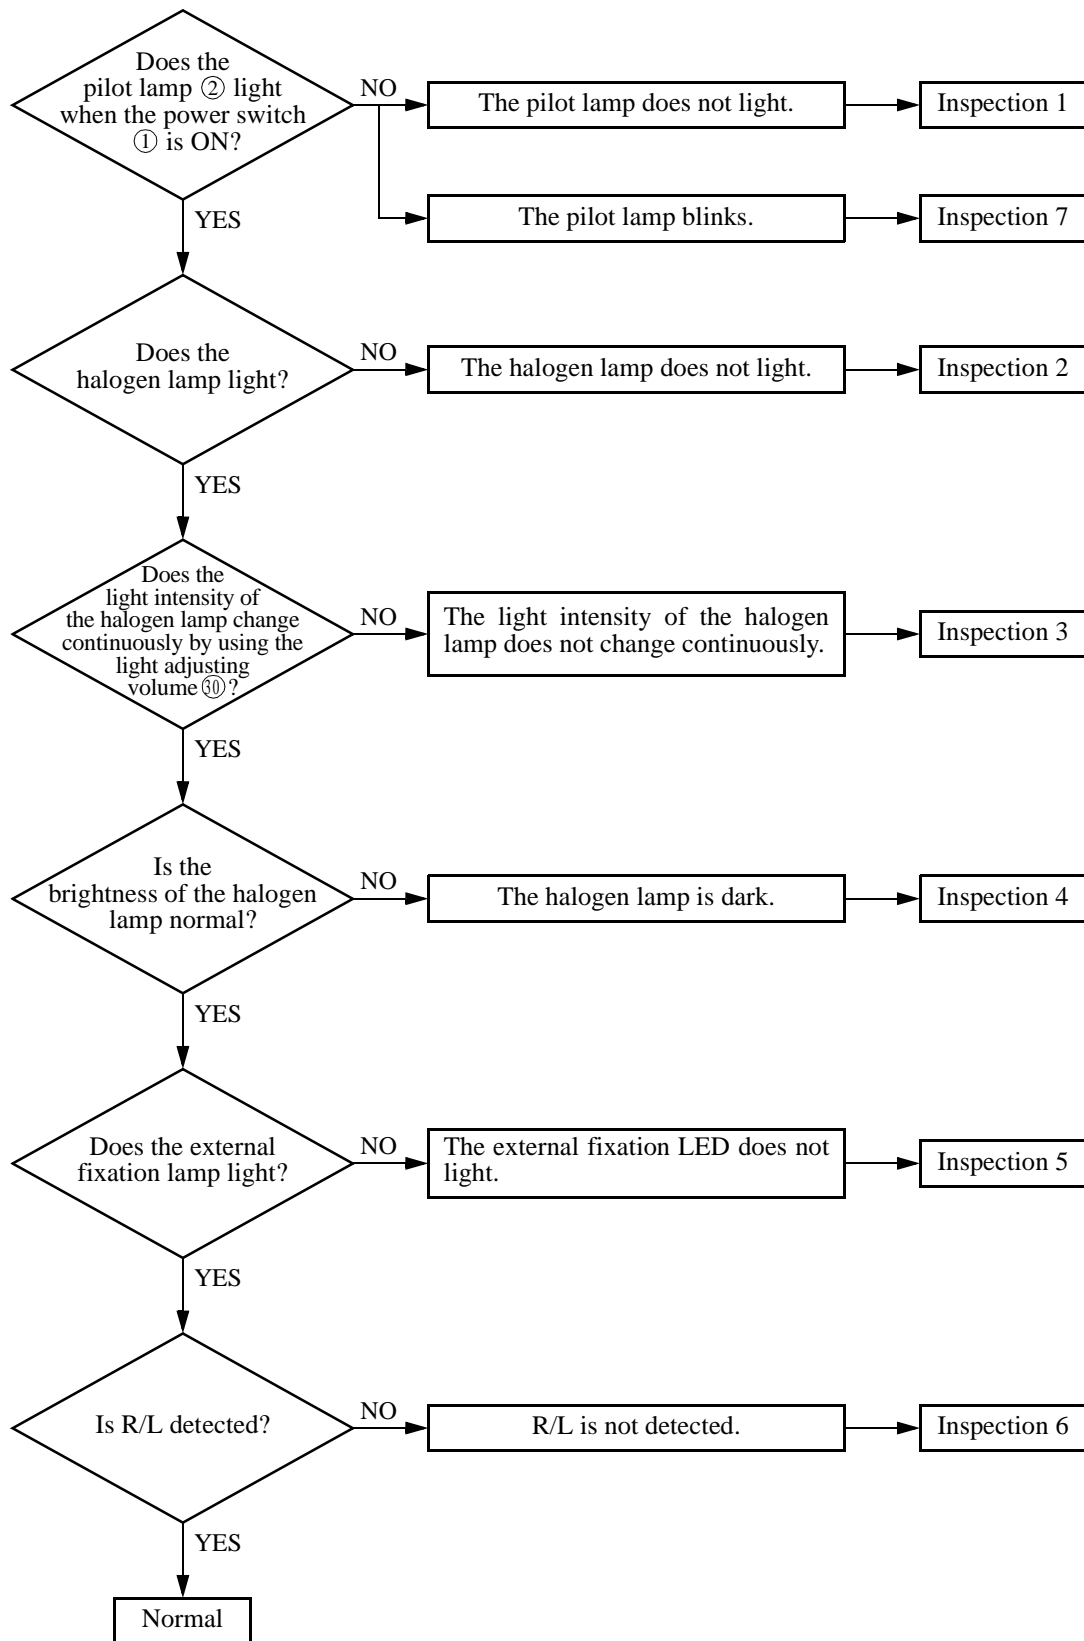 Does the
pilot lamp ② light
when the power switch
① is ON?
NO
The pilot lamp does not light.
Inspection 1
YES
The pilot lamp blinks.
Inspection 7
Does the
halogen lamp light?
NO
The halogen lamp does not light.
Inspection 2
YES
Does the
light intensity of
the halogen lamp change
continuously by using the
light adjusting
volume ㉚?
NO
The light intensity of the halogen
lamp does not change continuously.
Inspection 3
YES
Is the
brightness of the halogen
lamp normal?
NO
The halogen lamp is dark.
Inspection 4
YES
Does the external
fixation lamp light?
NO
The external fixation LED does not
light.
Inspection 5
YES
Is R/L detected?
NO
R/L is not detected.
Inspection 6
YES
Normal